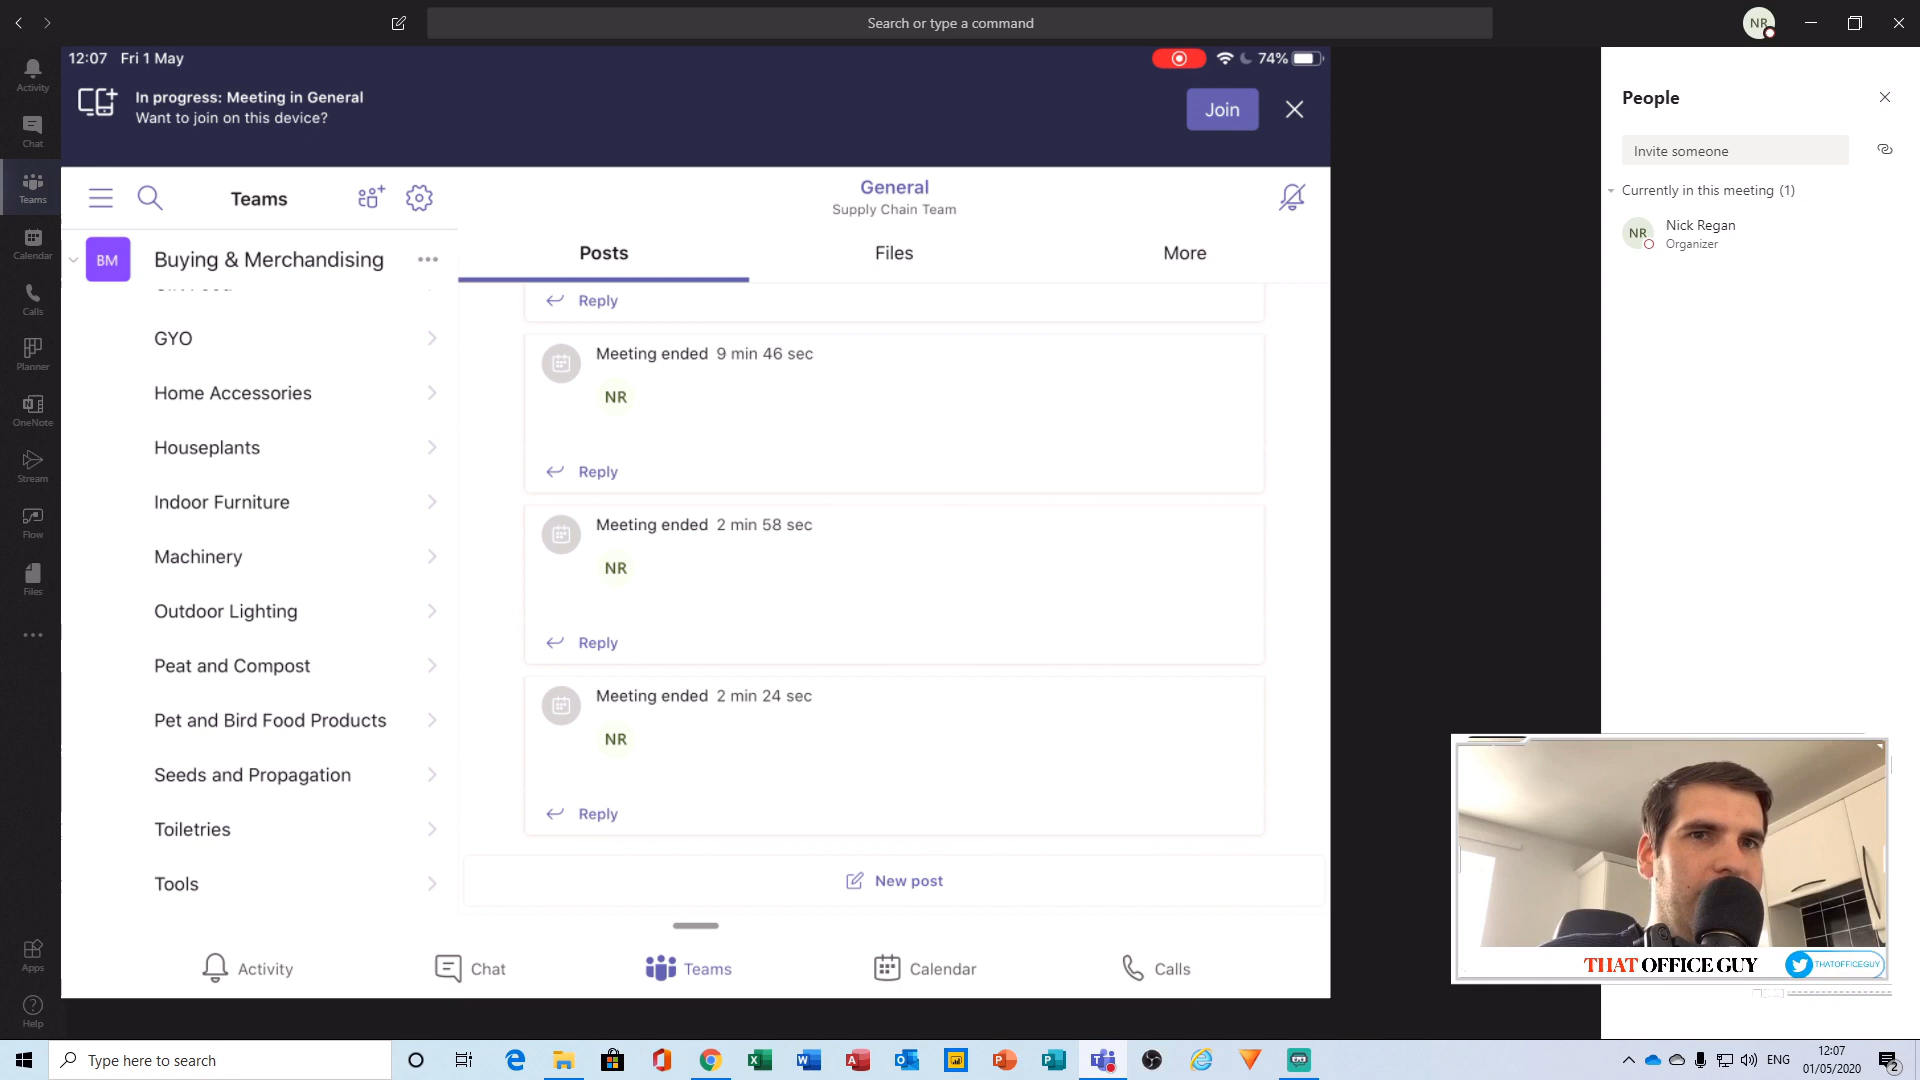 Search or type a command
NR
Activity
Chat
Teams
Calendar
Calls
Planner
OneNote
Stream
Flow
Files
Apps
Help
12:07 Fri 1 May
74%
In progress: Meeting in General
Want to join on this device?
Join
Teams
BM Buying & Merchandising
GYO
Home Accessories
Houseplants
Indoor Furniture
Machinery
Outdoor Lighting
Peat and Compost
Pet and Bird Food Products
Seeds and Propagation
Toiletries
Tools
General
Supply Chain Team
Posts Files More
Reply
Meeting ended 9 min 46 sec
NR
Reply
Meeting ended 2 min 58 sec
NR
Reply
Meeting ended 2 min 24 sec
NR
Reply
New post
Activity Chat Teams Calendar Calls
People
Invite someone
Currently in this meeting (1)
NR Nick Regan
Organizer
THAT OFFICE GUY
THATOFFICEGUY
Type here to search
ENG
12:07
01/05/2020
2